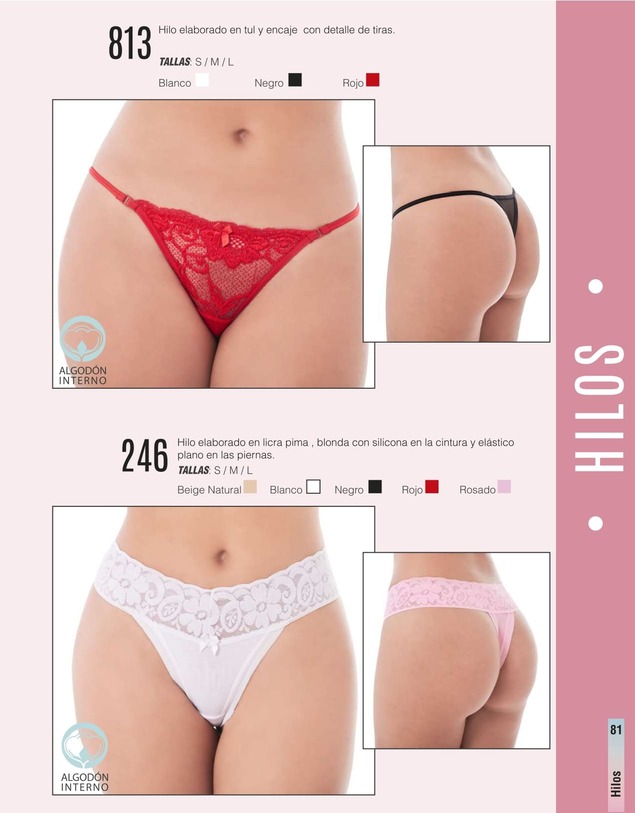 813
Hilo elaborado en tul y encaje con detalle de tiras.
TALLAS: S / M / L
Blanco Negro Rojo
ALGODÓN
INTERNO
HILOS
246
Hilo elaborado en licra pima , blonda con silicona en la cintura y elástico
plano en las piernas.
TALLAS: S / M / L
Beige Natural Blanco Negro Rojo Rosado
ALGODÓN
INTERNO
81
Hilos